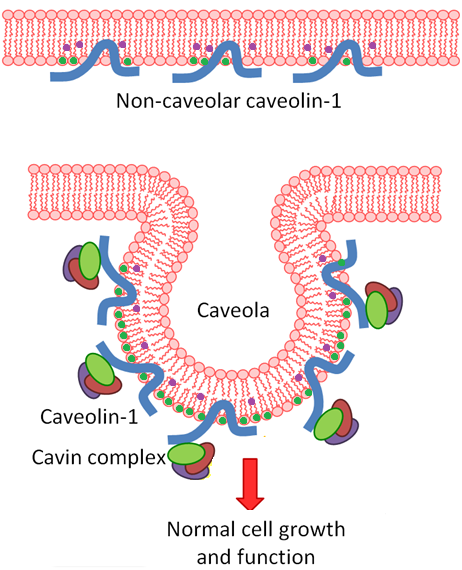 Non-caveolar caveolin-1
Caveola
Caveolin-1
Cavin complex
Normal cell growth
and function